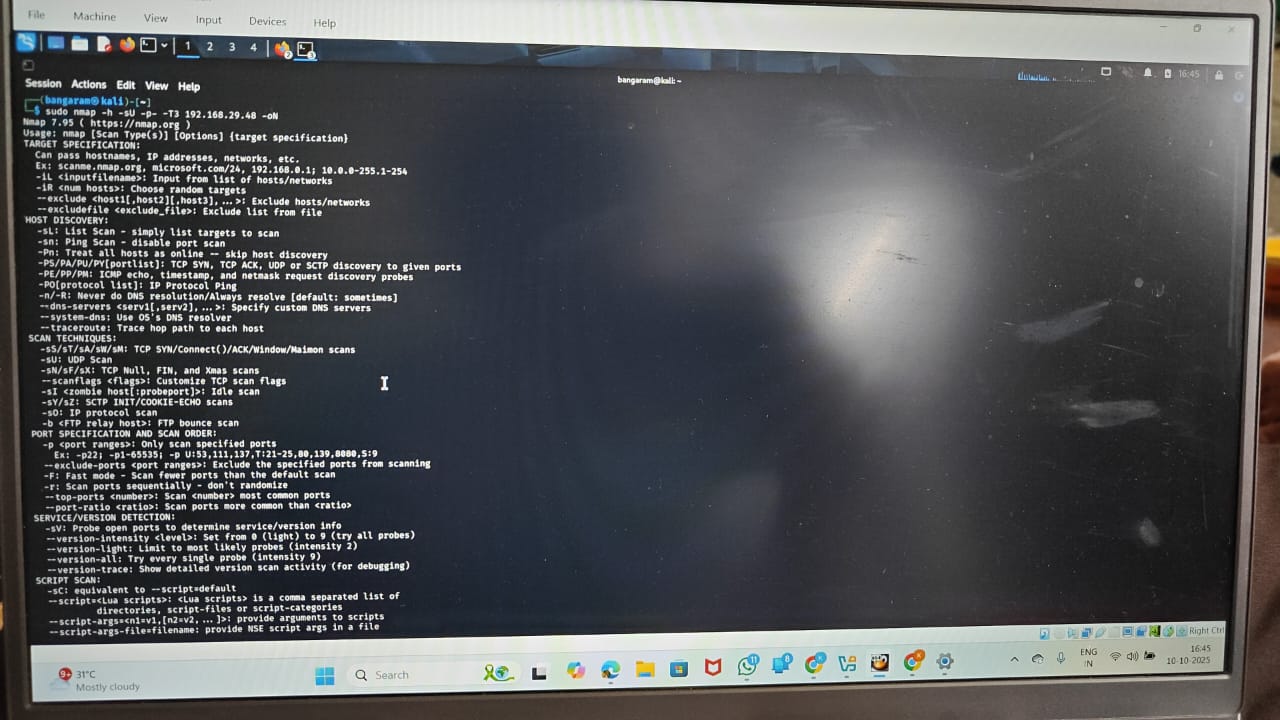 File Machine View Input Devices Help
1 2 3 4
16:45
Session Actions Edit View Help
bangaram@kali: ~
(bangaram㉿kali)-[~]
$ sudo nmap -h -sU -p- -T3 192.168.29.48 -oN
Nmap 7.95 ( https://nmap.org )
Usage: nmap [Scan Type(s)] [Options] {target specification}
TARGET SPECIFICATION:
Can pass hostnames, IP addresses, networks, etc.
Ex: scanme.nmap.org, microsoft.com/24, 192.168.0.1; 10.0.0-255.1-254
-iL <inputfilename>: Input from list of hosts/networks
-iR <num hosts>: Choose random targets
--exclude <host1[,host2][,host3],...>: Exclude hosts/networks
--excludefile <exclude_file>: Exclude list from file
HOST DISCOVERY:
-sL: List Scan - simply list targets to scan
-sn: Ping Scan - disable port scan
-Pn: Treat all hosts as online -- skip host discovery
-PS/PA/PU/PY[portlist]: TCP SYN, TCP ACK, UDP or SCTP discovery to given ports
-PE/PP/PM: ICMP echo, timestamp, and netmask request discovery probes
-PO[protocol list]: IP Protocol Ping
-n/-R: Never do DNS resolution/Always resolve [default: sometimes]
--dns-servers <serv1[,serv2],...>: Specify custom DNS servers
--system-dns: Use OS's DNS resolver
--traceroute: Trace hop path to each host
SCAN TECHNIQUES:
-sS/sT/sA/sW/sM: TCP SYN/Connect()/ACK/Window/Maimon scans
-sU: UDP Scan
-sN/sF/sX: TCP Null, FIN, and Xmas scans
--scanflags <flags>: Customize TCP scan flags
-sI <zombie host[:probeport]>: Idle scan
-sY/sZ: SCTP INIT/COOKIE-ECHO scans
-sO: IP protocol scan
-b <FTP relay host>: FTP bounce scan
PORT SPECIFICATION AND SCAN ORDER:
-p <port ranges>: Only scan specified ports
Ex: -p22; -p1-65535; -p U:53,111,137,T:21-25,80,139,8080,S:9
--exclude-ports <port ranges>: Exclude the specified ports from scanning
-F: Fast mode - Scan fewer ports than the default scan
-r: Scan ports sequentially - don't randomize
--top-ports <number>: Scan <number> most common ports
--port-ratio <ratio>: Scan ports more common than <ratio>
SERVICE/VERSION DETECTION:
-sV: Probe open ports to determine service/version info
--version-intensity <level>: Set from 0 (light) to 9 (try all probes)
--version-light: Limit to most likely probes (intensity 2)
--version-all: Try every single probe (intensity 9)
--version-trace: Show detailed version scan activity (for debugging)
SCRIPT SCAN:
-sC: equivalent to --script=default
--script=<Lua scripts>: <Lua scripts> is a comma separated list of
directories, script-files or script-categories
--script-args=<n1=v1,[n2=v2,...]>: provide arguments to scripts
--script-args-file=filename: provide NSE script args in a file
Right Ctrl
9+ 31°C
Mostly cloudy
Search
ENG
IN
16:45
10-10-2025